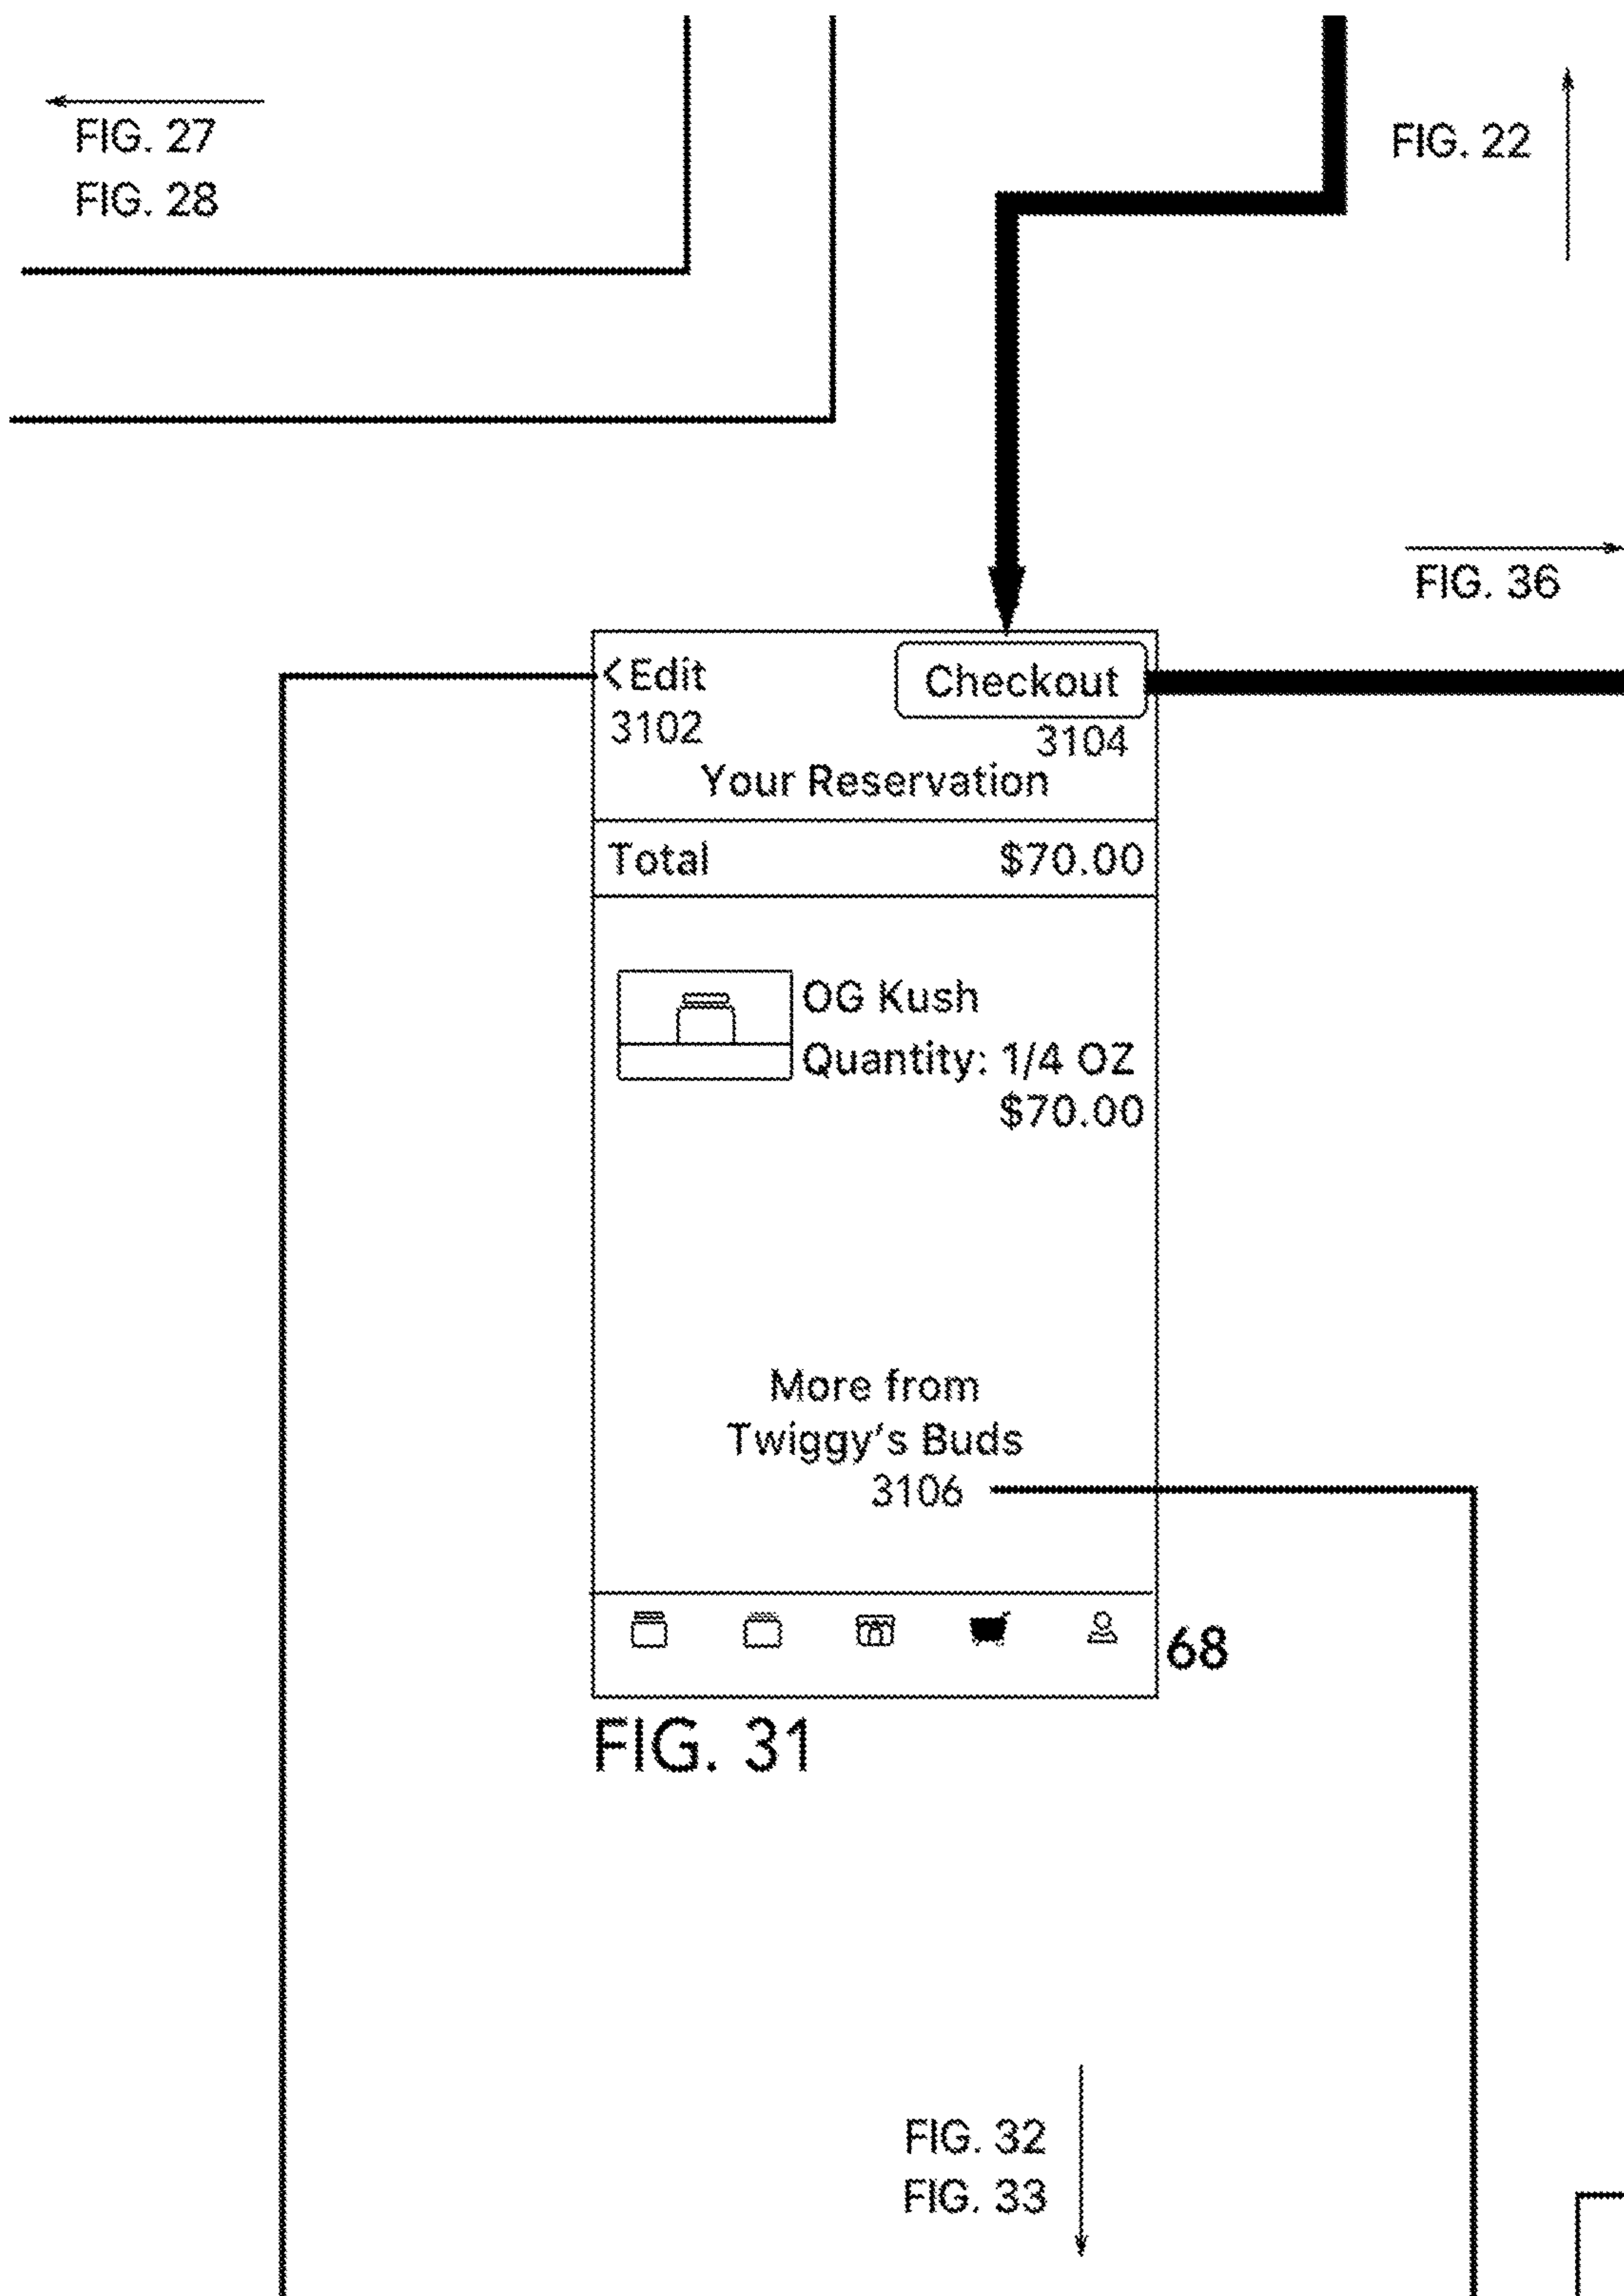 FIG. 27
FIG. 28
FIG. 22
FIG. 36
<Edit
Checkout
3102
3104
Your Reservation
Total $70.00
OG Kush
Quantity: 1/4 OZ
$70.00
More from
Twiggy's Buds
3106
68
FIG. 31
FIG. 32
FIG. 33